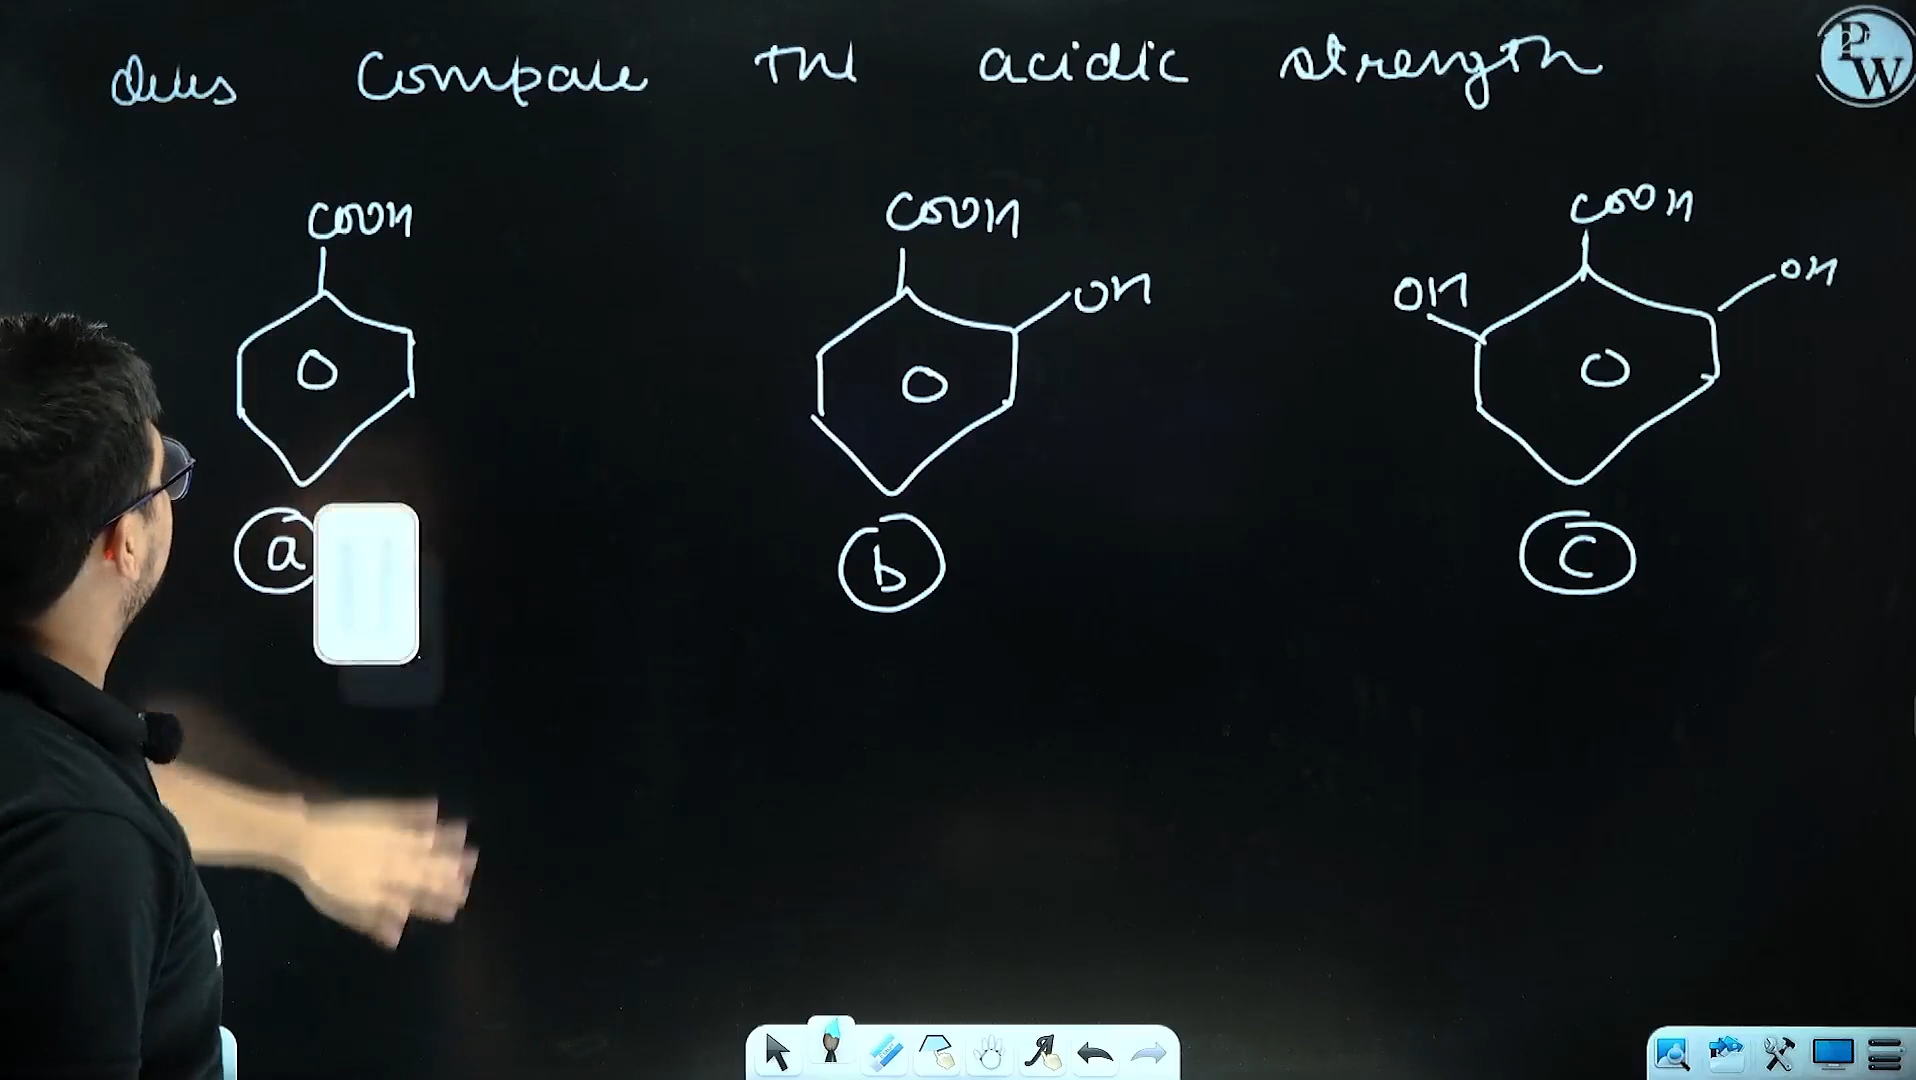 Ques Compare the acidic strength
PW
COOH
COOH
COOH
OH
OH
OH
a
b
c